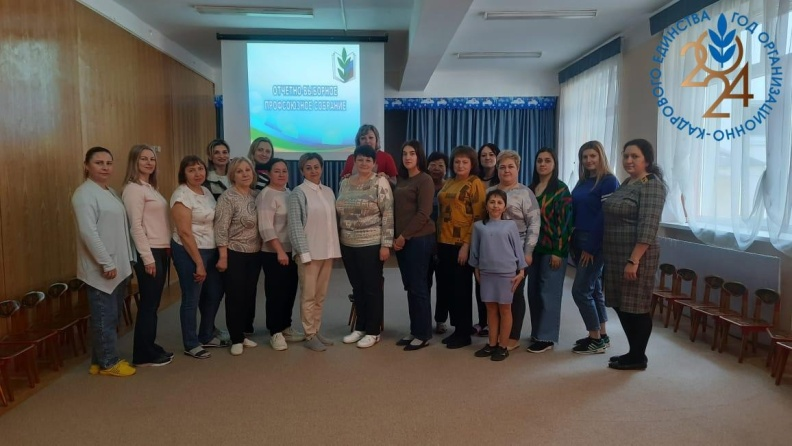 ОТЧЕТНО-ВЫБОРНОЕ
ПРОФСОЮЗНОЕ СОБРАНИЕ
ГОД ОРГАНИЗАЦИОННО-КАДРОВОГО ЕДИНСТВА
2024